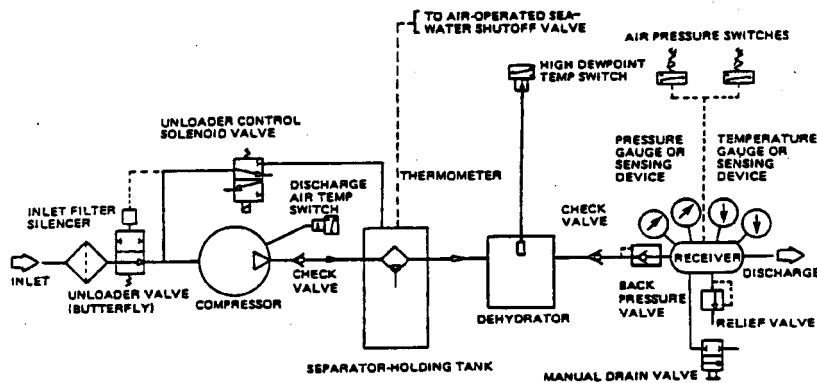 TO AIR-OPERATED SEA-
WATER SHUTOFF VALVE
AIR PRESSURE SWITCHES
HIGH DEWPOINT
TEMP SWITCH
UNLOADER CONTROL
SOLENOID VALVE
PRESSURE
GAUGE OR
SENSING
DEVICE
TEMPERATURE
GAUGE OR
SENSING
DEVICE
THERMOMETER
DISCHARGE
AIR TEMP
SWITCH
INLET FILTER
SILENCER
CHECK
VALVE
RECEIVER
INLET
UNLOADER VALVE
(BUTTERFLY)
COMPRESSOR
CHECK
VALVE
DISCHARGE
BACK
PRESSURE
VALVE
DEHYDRATOR
RELIEF VALVE
SEPARATOR-HOLDING TANK
MANUAL DRAIN VALVE